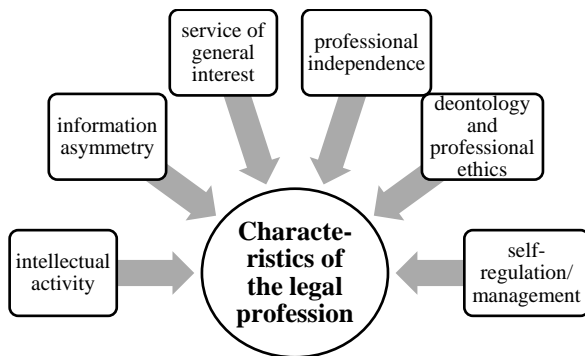 service of
general
interest
professional
independence
information
asymmetry
deontology
and
professional
ethics
intellectual
activity
Characte-
ristics of
the legal
profession
self-
regulation/
management